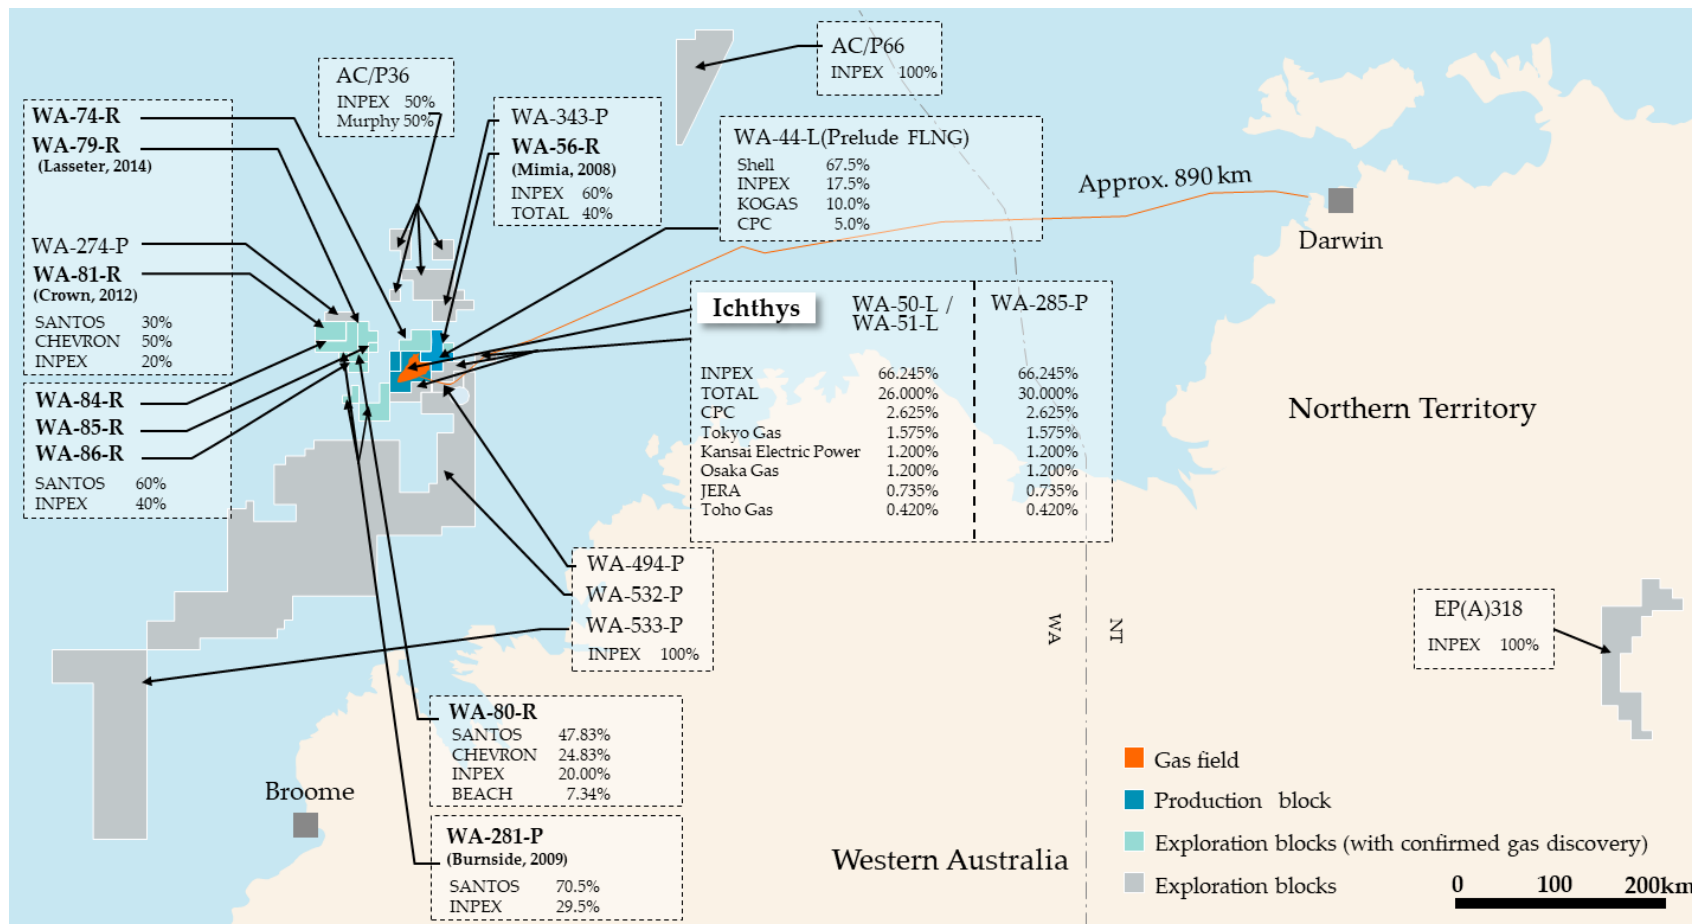 AC/P66
INPEX 100%
AC/P36
INPEX 50%
Murphy 50%
WA-74-R
WA-79-R
(Lasseter, 2014)
WA-274-P
WA-81-R
(Crown, 2012)
SANTOS 30%
CHEVRON 50%
INPEX 20%
WA-84-R
WA-85-R
WA-86-R
SANTOS 60%
INPEX 40%
WA-343-P
WA-56-R
(Mimia, 2008)
INPEX 60%
TOTAL 40%
WA-44-L(Prelude FLNG)
Shell 67.5%
INPEX 17.5%
KOGAS 10.0%
CPC 5.0%
Approx. 890 km
Darwin
Ichthys WA-50-L / WA-285-P
WA-51-L
INPEX 66.245% 66.245%
TOTAL 26.000% 30.000%
CPC 2.625% 2.625%
Tokyo Gas 1.575% 1.575%
Kansai Electric Power 1.200% 1.200%
Osaka Gas 1.200% 1.200%
JERA 0.735% 0.735%
Toho Gas 0.420% 0.420%
Northern Territory
WA-494-P
WA-532-P
WA-533-P
INPEX 100%
WA
NT
EP(A)318
INPEX 100%
WA-80-R
SANTOS 47.83%
CHEVRON 24.83%
INPEX 20.00%
BEACH 7.34%
Broome
WA-281-P
(Burnside, 2009)
SANTOS 70.5%
INPEX 29.5%
Western Australia
Gas field
Production block
Exploration blocks (with confirmed gas discovery)
Exploration blocks
0 100 200km